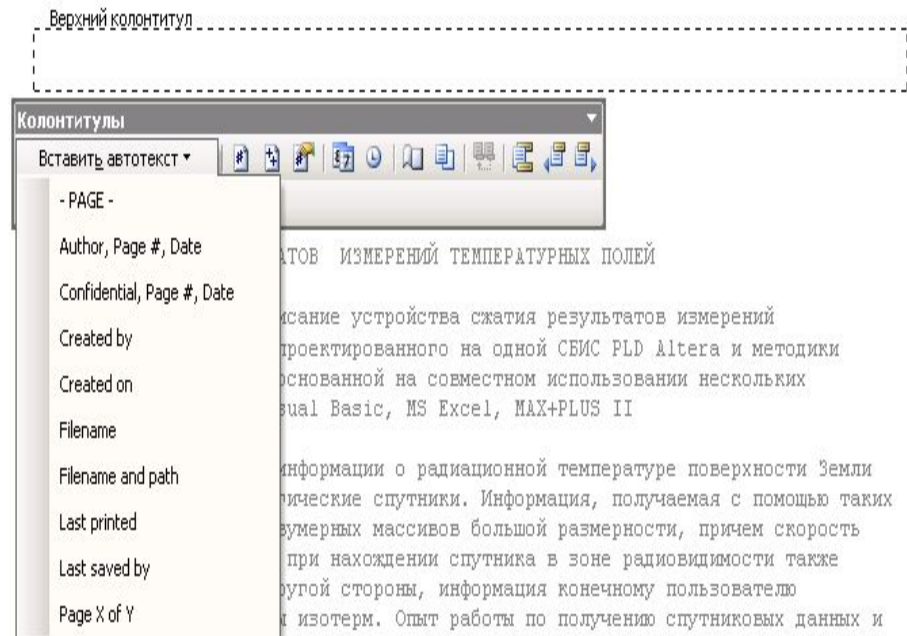 Верхний колонтитул
Колонтитулы
Вставить автотекст
- PAGE -
Author, Page #, Date
Confidential, Page #, Date
Created by
Created on
Filename
Filename and path
Last printed
Last saved by
Page X of Y
АТОВ ИЗМЕРЕНИЙ ТЕМПЕРАТУРНЫХ ПОЛЕЙ
исание устройства сжатия результатов измерений
проектированного на одной СБИС PLD Altera и методики
основанной на совместном использовании нескольких
sual Basic, MS Excel, MAX+PLUS II
информации о радиационной температуре поверхности Земли
гические спутники. Информация, получаемая с помощью таких
вумерных массивов большой размерности, причем скорость
при нахождении спутника в зоне радиовидимости также
ругой стороны, информация конечному пользователю
изотерм. Опыт работы по получению спутниковых данных и